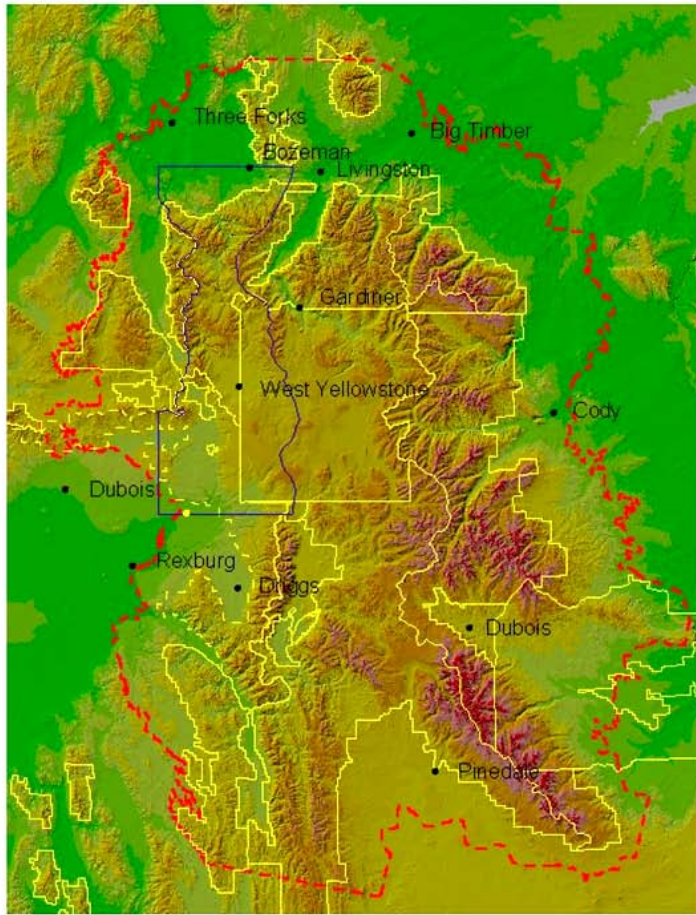 Three Forks
Big Timber
Bozeman
Livingston
Gardiner
West Yellowstone
Cody
Dubois
Rexburg
Driggs
Dubois
Pinedale